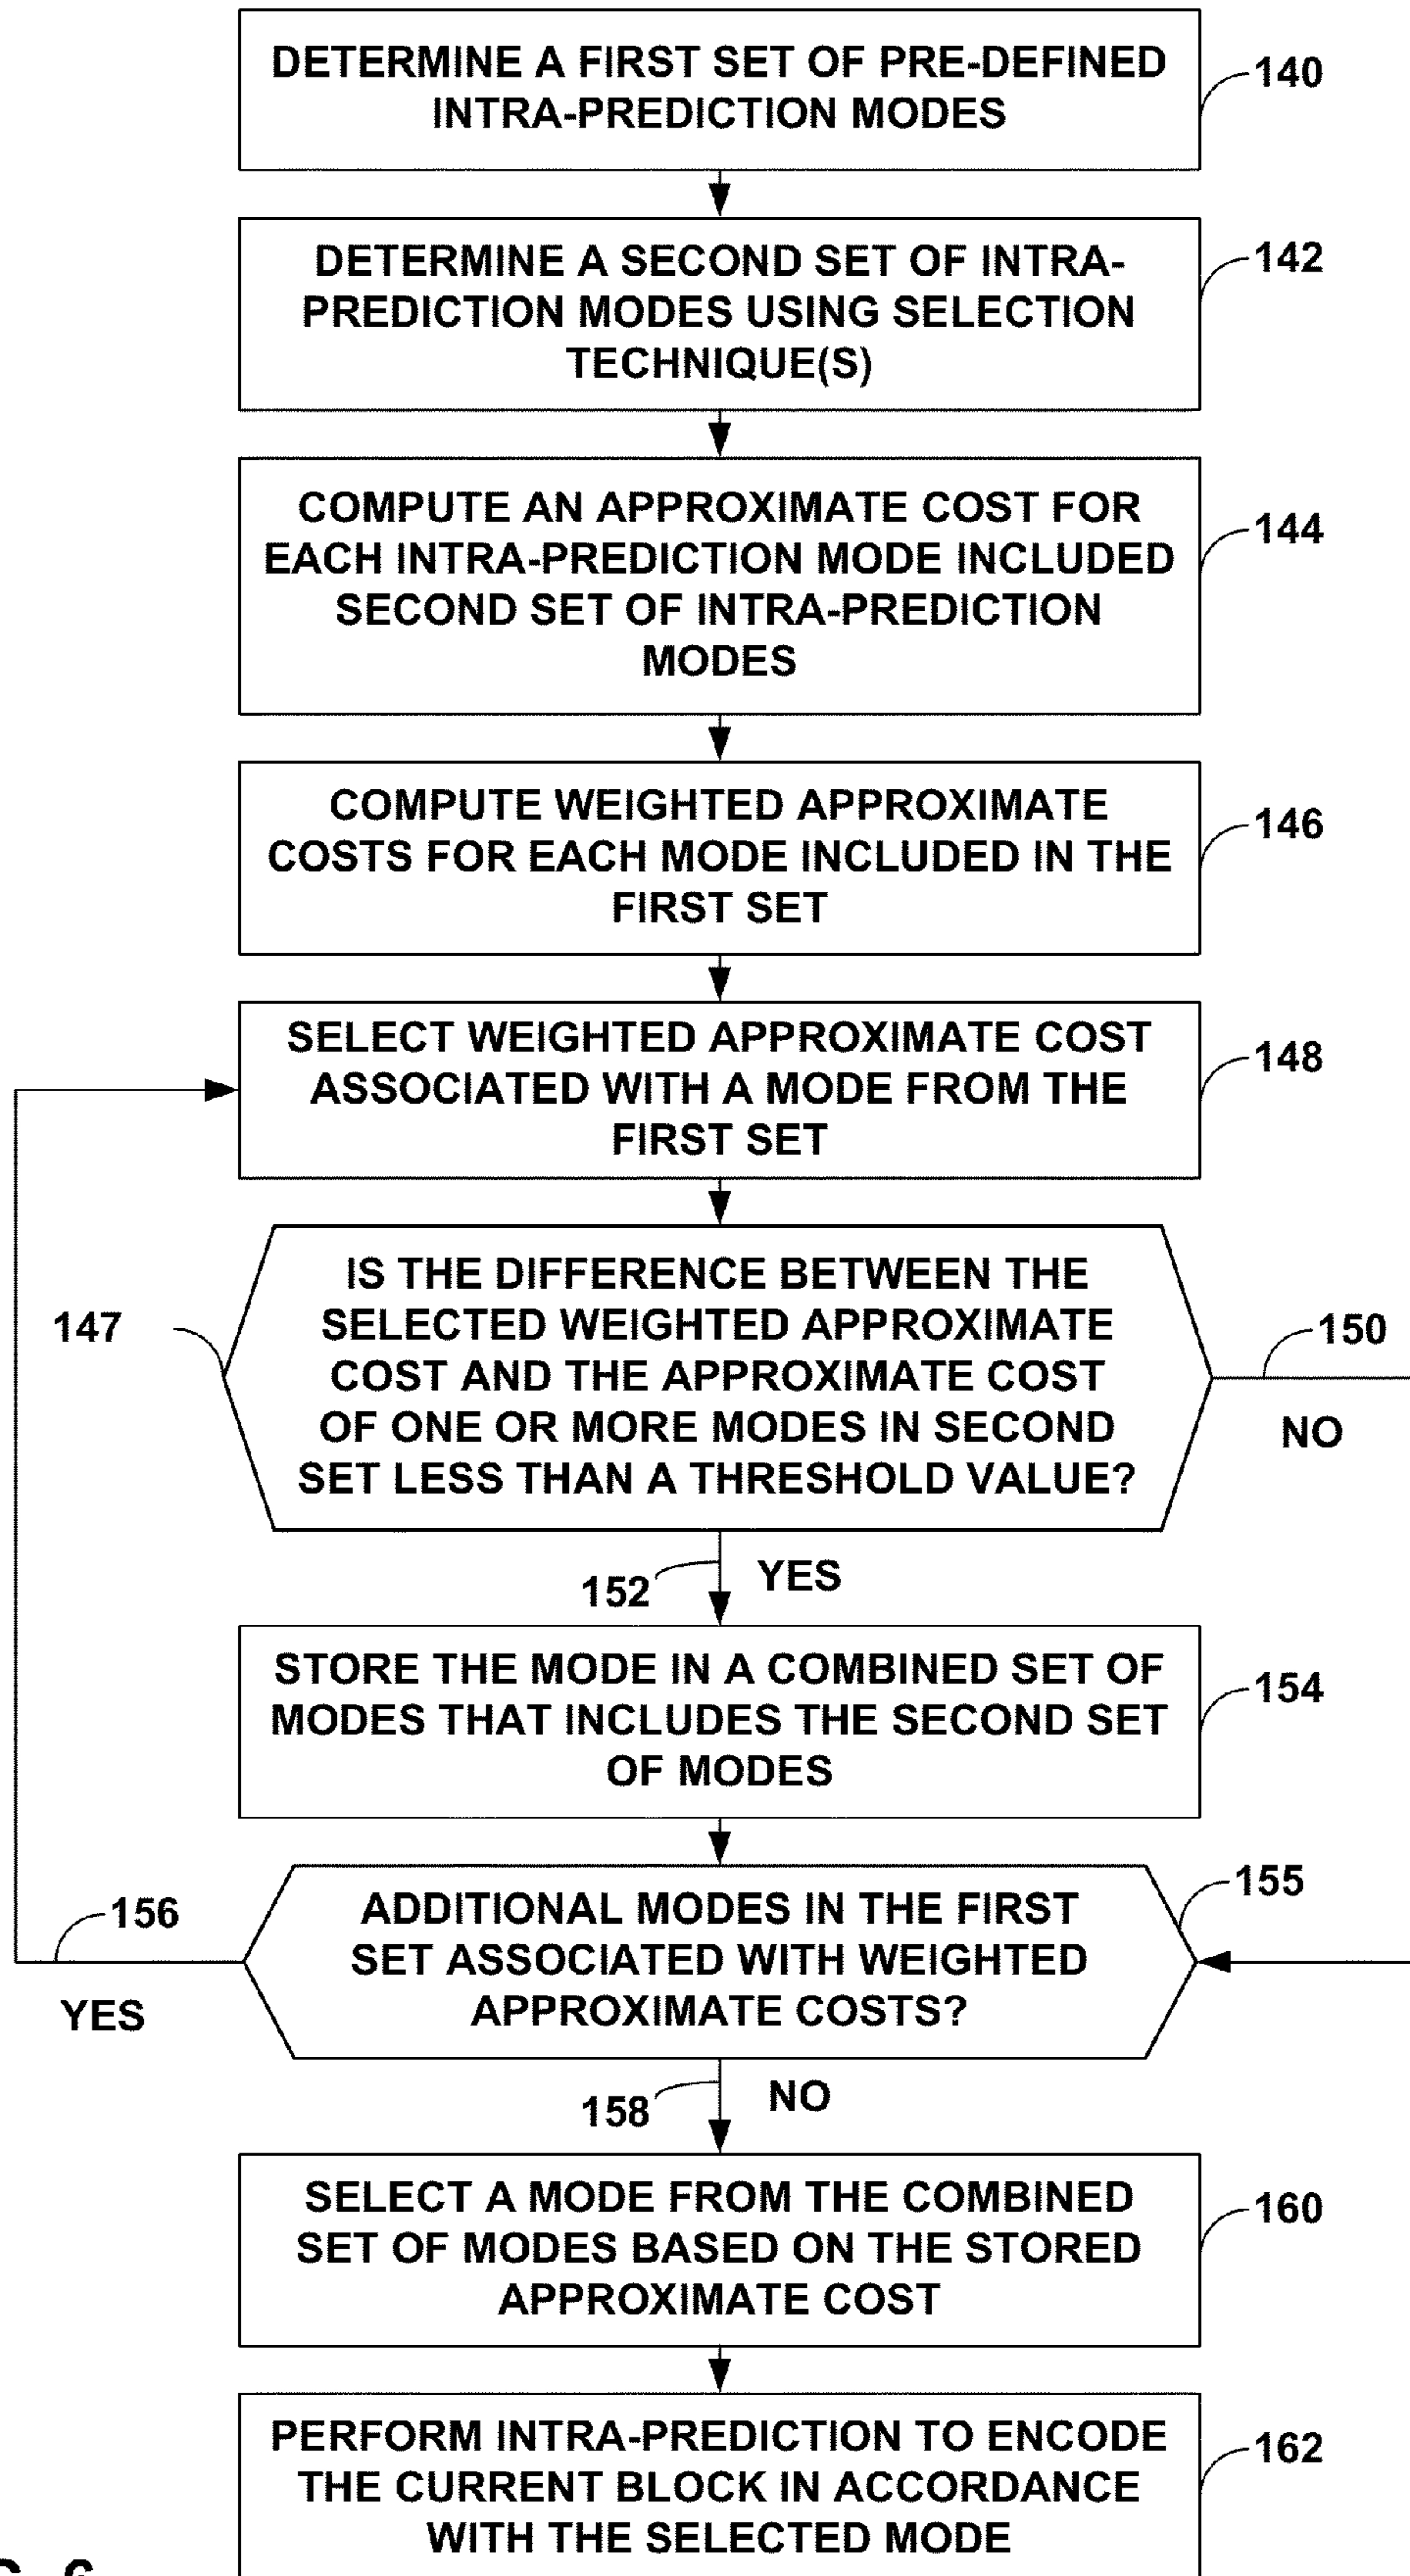 DETERMINE A FIRST SET OF PRE-DEFINED
INTRA-PREDICTION MODES
140
DETERMINE A SECOND SET OF INTRA-
PREDICTION MODES USING SELECTION
TECHNIQUE(S)
142
COMPUTE AN APPROXIMATE COST FOR
EACH INTRA-PREDICTION MODE INCLUDED
SECOND SET OF INTRA-PREDICTION
MODES
144
COMPUTE WEIGHTED APPROXIMATE
COSTS FOR EACH MODE INCLUDED IN THE
FIRST SET
146
SELECT WEIGHTED APPROXIMATE COST
ASSOCIATED WITH A MODE FROM THE
FIRST SET
148
IS THE DIFFERENCE BETWEEN THE
SELECTED WEIGHTED APPROXIMATE
COST AND THE APPROXIMATE COST
OF ONE OR MORE MODES IN SECOND
SET LESS THAN A THRESHOLD VALUE?
147
150
NO
152
YES
STORE THE MODE IN A COMBINED SET OF
MODES THAT INCLUDES THE SECOND SET
OF MODES
154
ADDITIONAL MODES IN THE FIRST
SET ASSOCIATED WITH WEIGHTED
APPROXIMATE COSTS?
155
156
YES
158
NO
SELECT A MODE FROM THE COMBINED
SET OF MODES BASED ON THE STORED
APPROXIMATE COST
160
PERFORM INTRA-PREDICTION TO ENCODE
THE CURRENT BLOCK IN ACCORDANCE
WITH THE SELECTED MODE
162